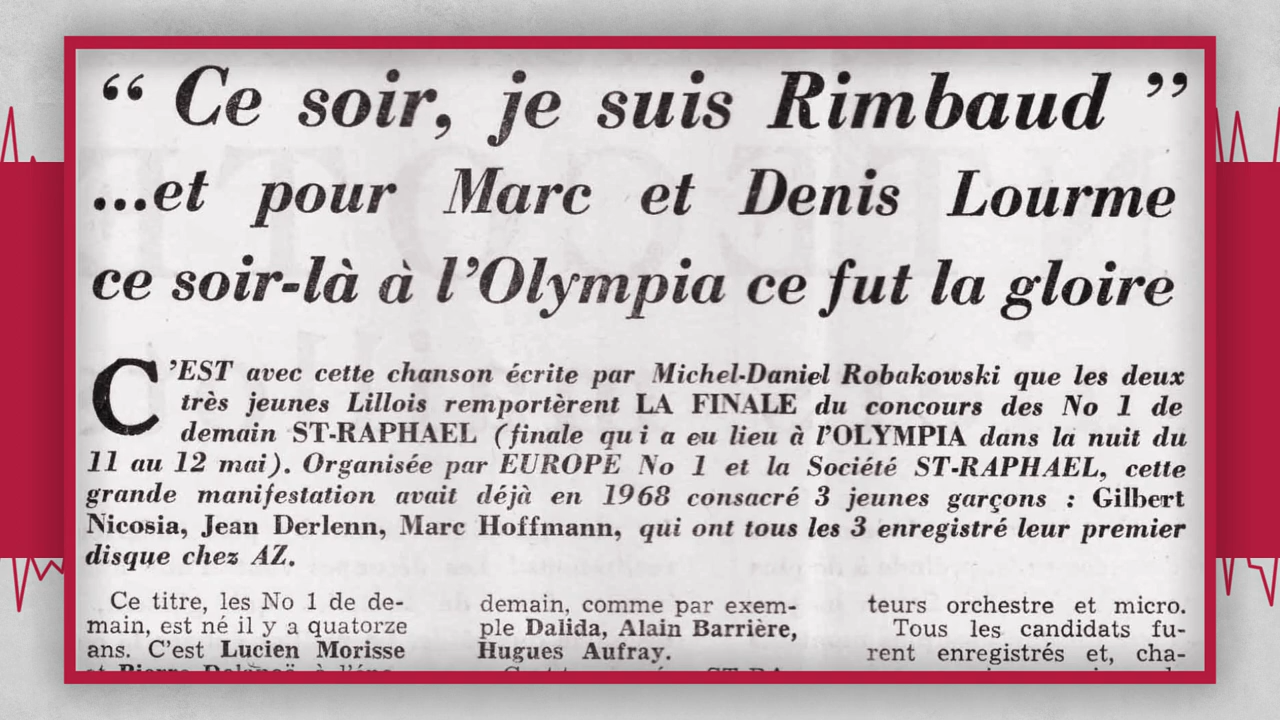 “ Ce soir, je suis Rimbaud ”
...et pour Marc et Denis Lourme
ce soir-là à l'Olympia ce fut la gloire
C'EST avec cette chanson écrite par Michel-Daniel Robakowski que les deux
très jeunes Lillois remportèrent LA FINALE du concours des No 1 de
demain ST-RAPHAEL (finale qui a eu lieu à l'OLYMPIA dans la nuit du
11 au 12 mai). Organisée par EUROPE No 1 et la Société ST-RAPHAEL, cette
grande manifestation avait déjà en 1968 consacré 3 jeunes garçons : Gilbert
Nicosia, Jean Derlenn, Marc Hoffmann, qui ont tous les 3 enregistré leur premier
disque chez AZ.
Ce titre, les No 1 de de-
main, est né il y a quatorze
ans. C'est Lucien Morisse
demain, comme par exem-
ple Dalida, Alain Barrière,
Hugues Aufray.
teurs orchestre et micro.
Tous les candidats fu-
rent enregistrés et, cha-